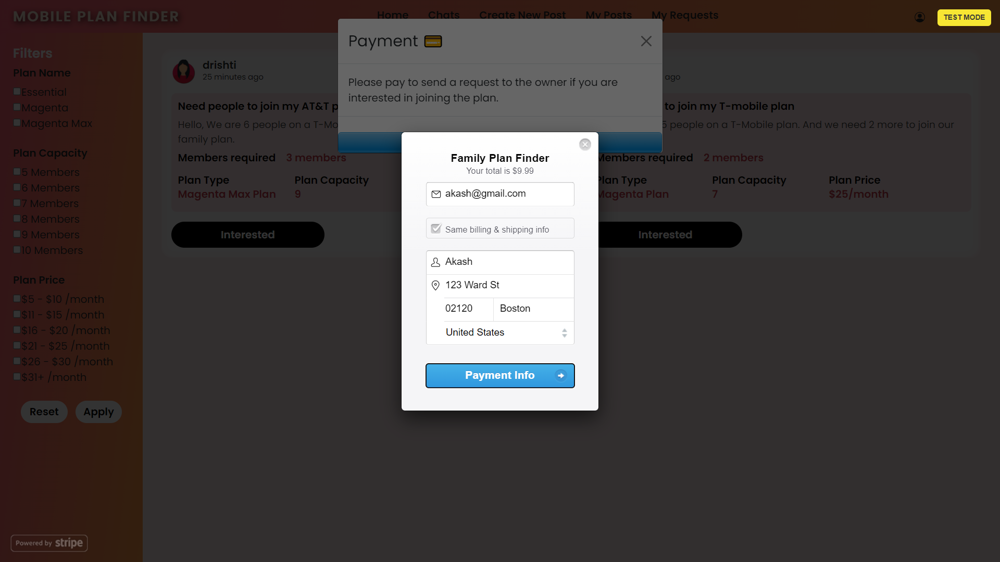 MOBILE PLAN FINDER
Home
Chats
Create New Post
My Posts
My Requests
TEST MODE
Filters
Plan Name
Essential
Magenta
Magenta Max
Plan Capacity
5 Members
6 Members
7 Members
8 Members
9 Members
10 Members
Plan Price
$5 - $10 /month
$11 - $15 /month
$16 - $20 /month
$21 - $25 /month
$26 - $30 /month
$31+ /month
Reset
Apply
Powered by stripe
drishti
25 minutes ago
Need people to join my AT&T p
Hello, We are 6 people on a T-Mo
family plan.
Members required 3 members
Plan Type
Plan Capacity
Magenta Max Plan
9
Interested
Payment
Please pay to send a request to the owner if you are
interested in joining the plan.
ago
to join my T-mobile plan
5 people on a T-Mobile plan. And we need 2 more to join our
Members required 2 members
Plan Type
Plan Capacity
Plan Price
Magenta Plan
7
$25/month
Interested
Family Plan Finder
Your total is $9.99
akash@gmail.com
Same billing & shipping info
Akash
123 Ward St
02120
Boston
United States
Payment Info